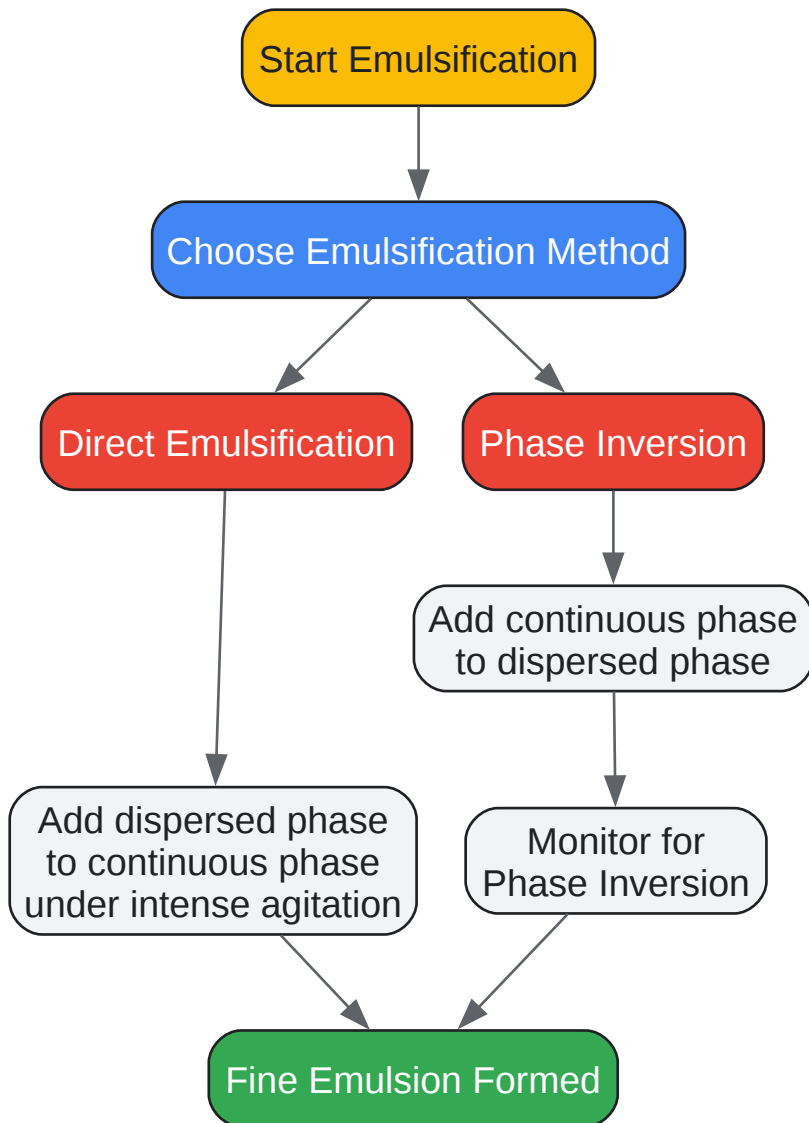 Start Emulsification
Choose Emulsification Method
Direct Emulsification
Phase Inversion
Add continuous phase
to dispersed phase
Add dispersed phase
to continuous phase
under intense agitation
Monitor for
Phase Inversion
Fine Emulsion Formed